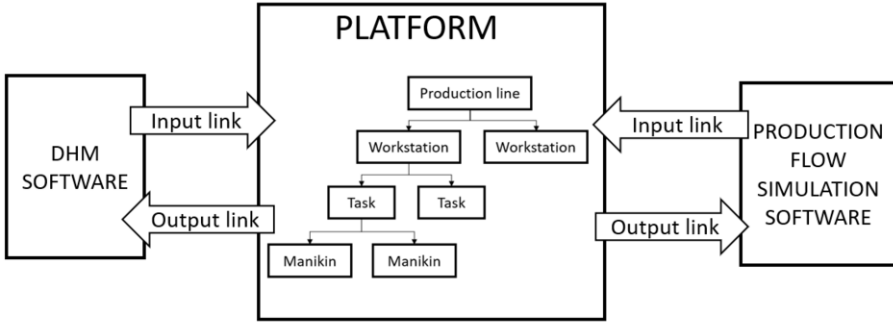 PLATFORM
DHM
SOFTWARE
Input link
Output link
Production line
Workstation
Workstation
Task
Task
Manikin
Manikin
Input link
Output link
PRODUCTION
FLOW
SIMULATION
SOFTWARE